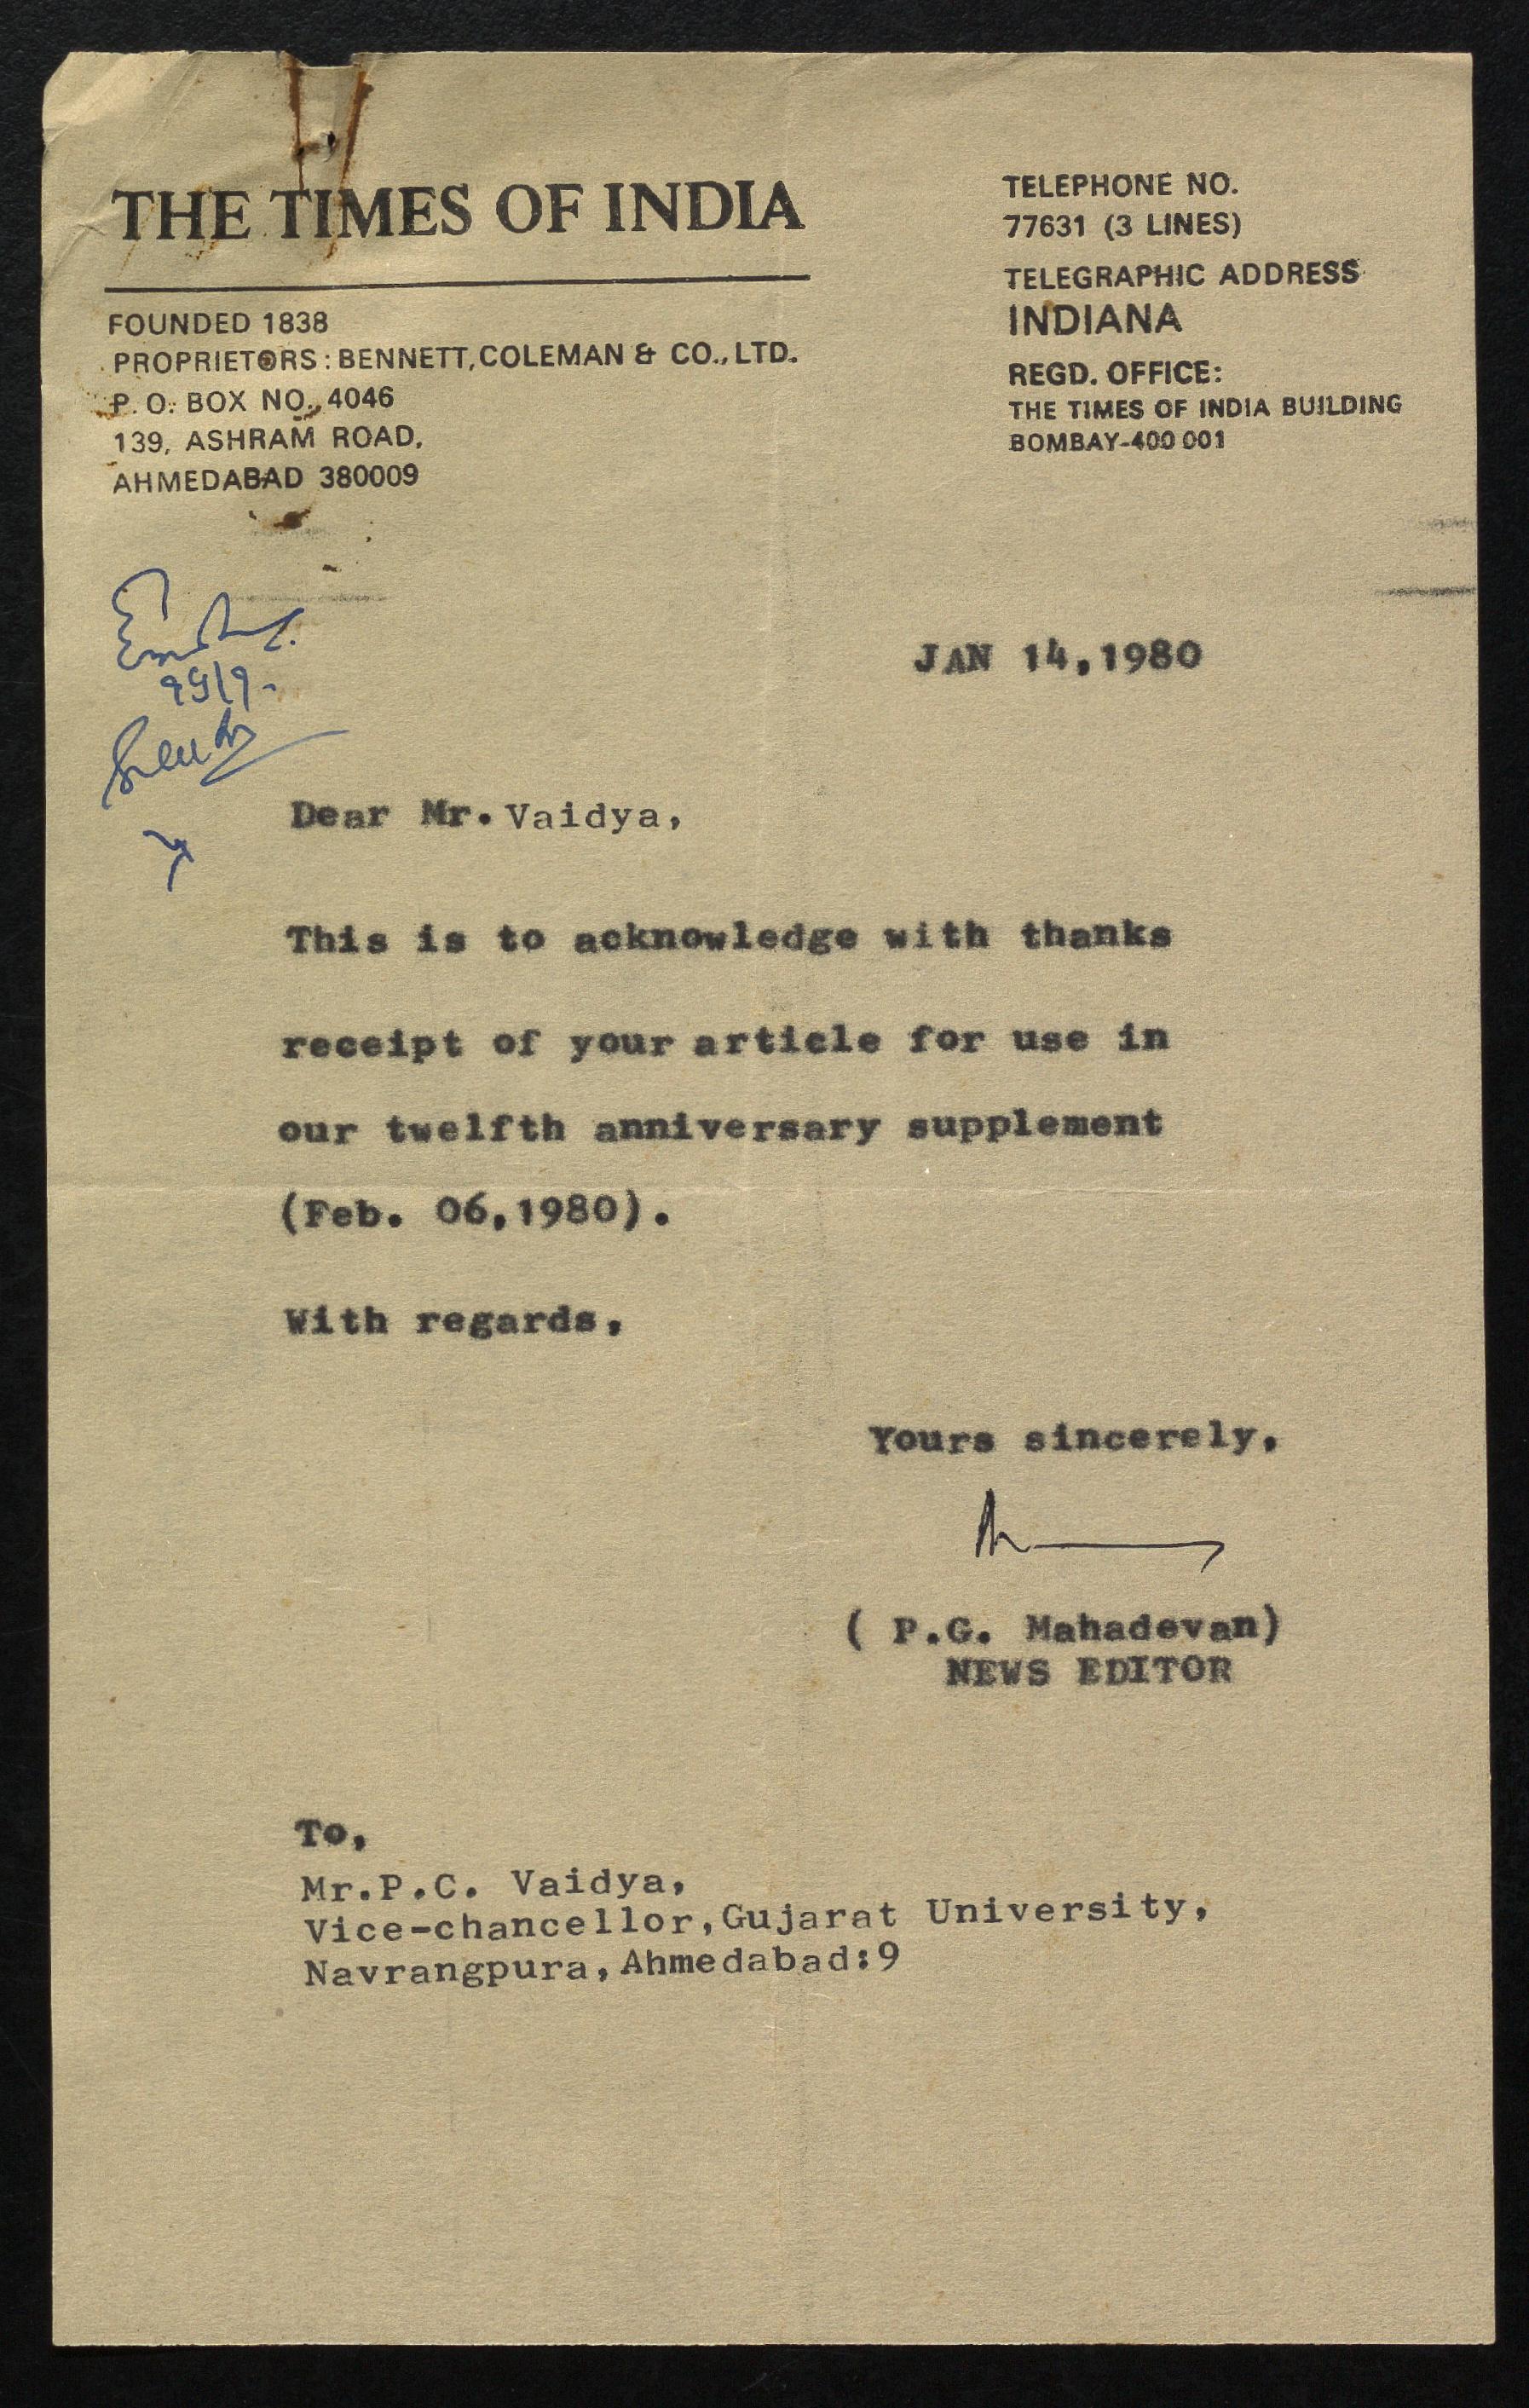 THE TIMES OF INDIA
FOUNDED 1838
PROPRIETORS: BENNETT, COLEMAN & CO., LTD.
P. O. BOX NO. 4046
139, ASHRAM ROAD,
AHMEDABAD 380009
TELEPHONE NO.
77631 (3 LINES)
TELEGRAPHIC ADDRESS
INDIANA
REGD. OFFICE:
THE TIMES OF INDIA BUILDING
BOMBAY-400 001
JAN 14,1980
Dear Mr. Vaidya,
This is to acknowledge with thanks
receipt of your article for use in
our twelfth anniversary supplement
(Feb. 06,1980).
With regards,
Yours sincerely,
( P.G. Mahadevan)
NEWS EDITOR
To,
Mr.P.C. Vaidya,
Vice-chancellor,Gujarat University,
Navrangpura,Ahmedabad:9